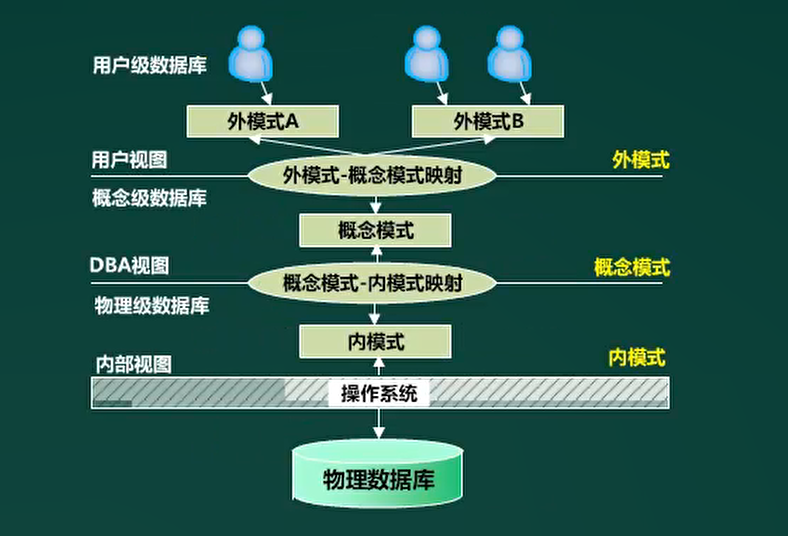 用户级数据库
外模式A
外模式B
用户视图
外模式-概念模式映射
外模式
概念级数据库
概念模式
DBA视图
概念模式-内模式映射
概念模式
物理级数据库
内模式
内部视图
内模式
操作系统
物理数据库